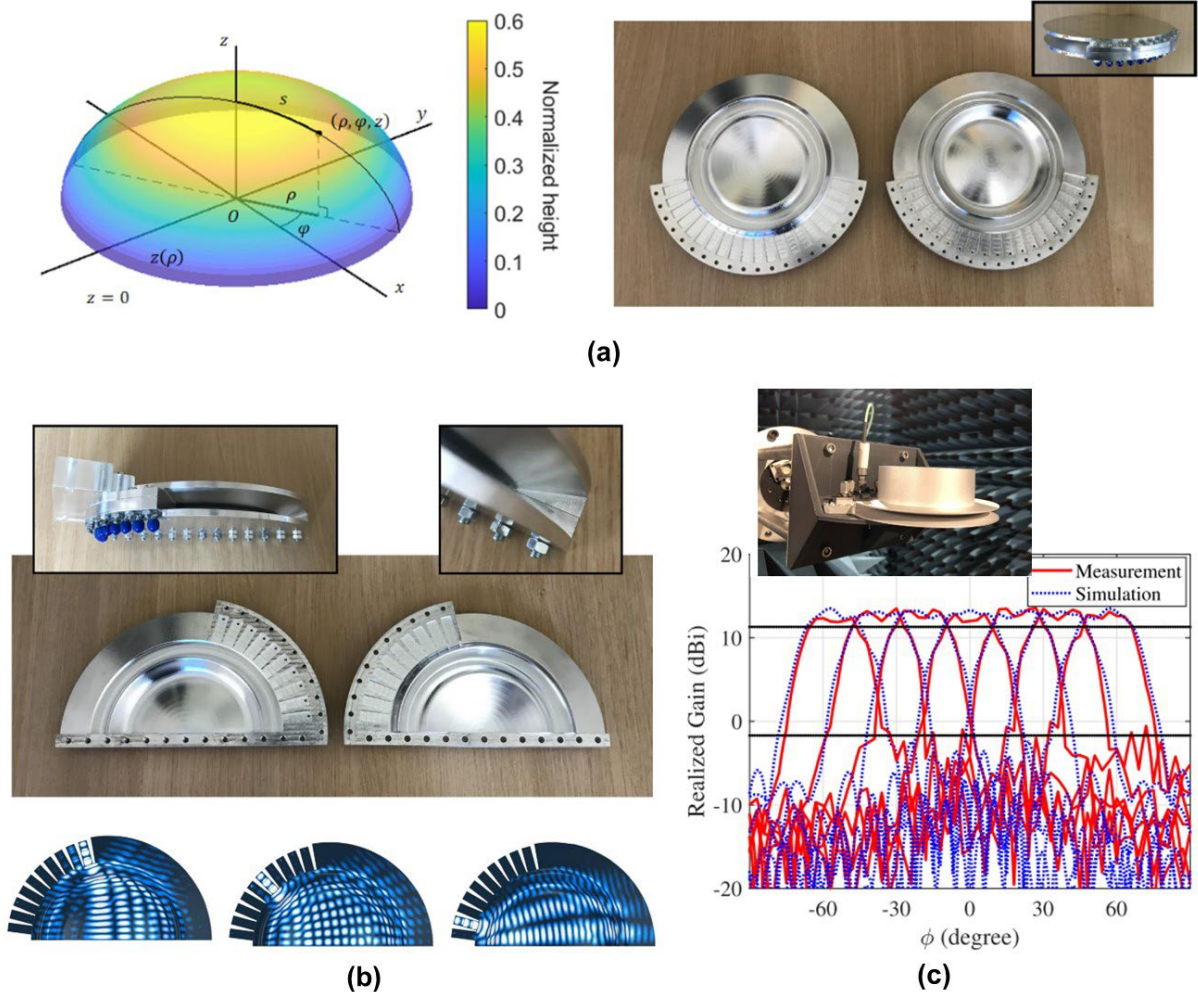 z
s
(ρ, φ, z)
y
ρ
O
φ
z(ρ)
x
z = 0
0.6
0.5
0.4
0.3
0.2
0.1
0
Normalized height
(a)
(b)
20
10
0
-10
-20
Realized Gain (dBi)
Measurement
Simulation
-60 -30 0 30 60
ϕ (degree)
(c)